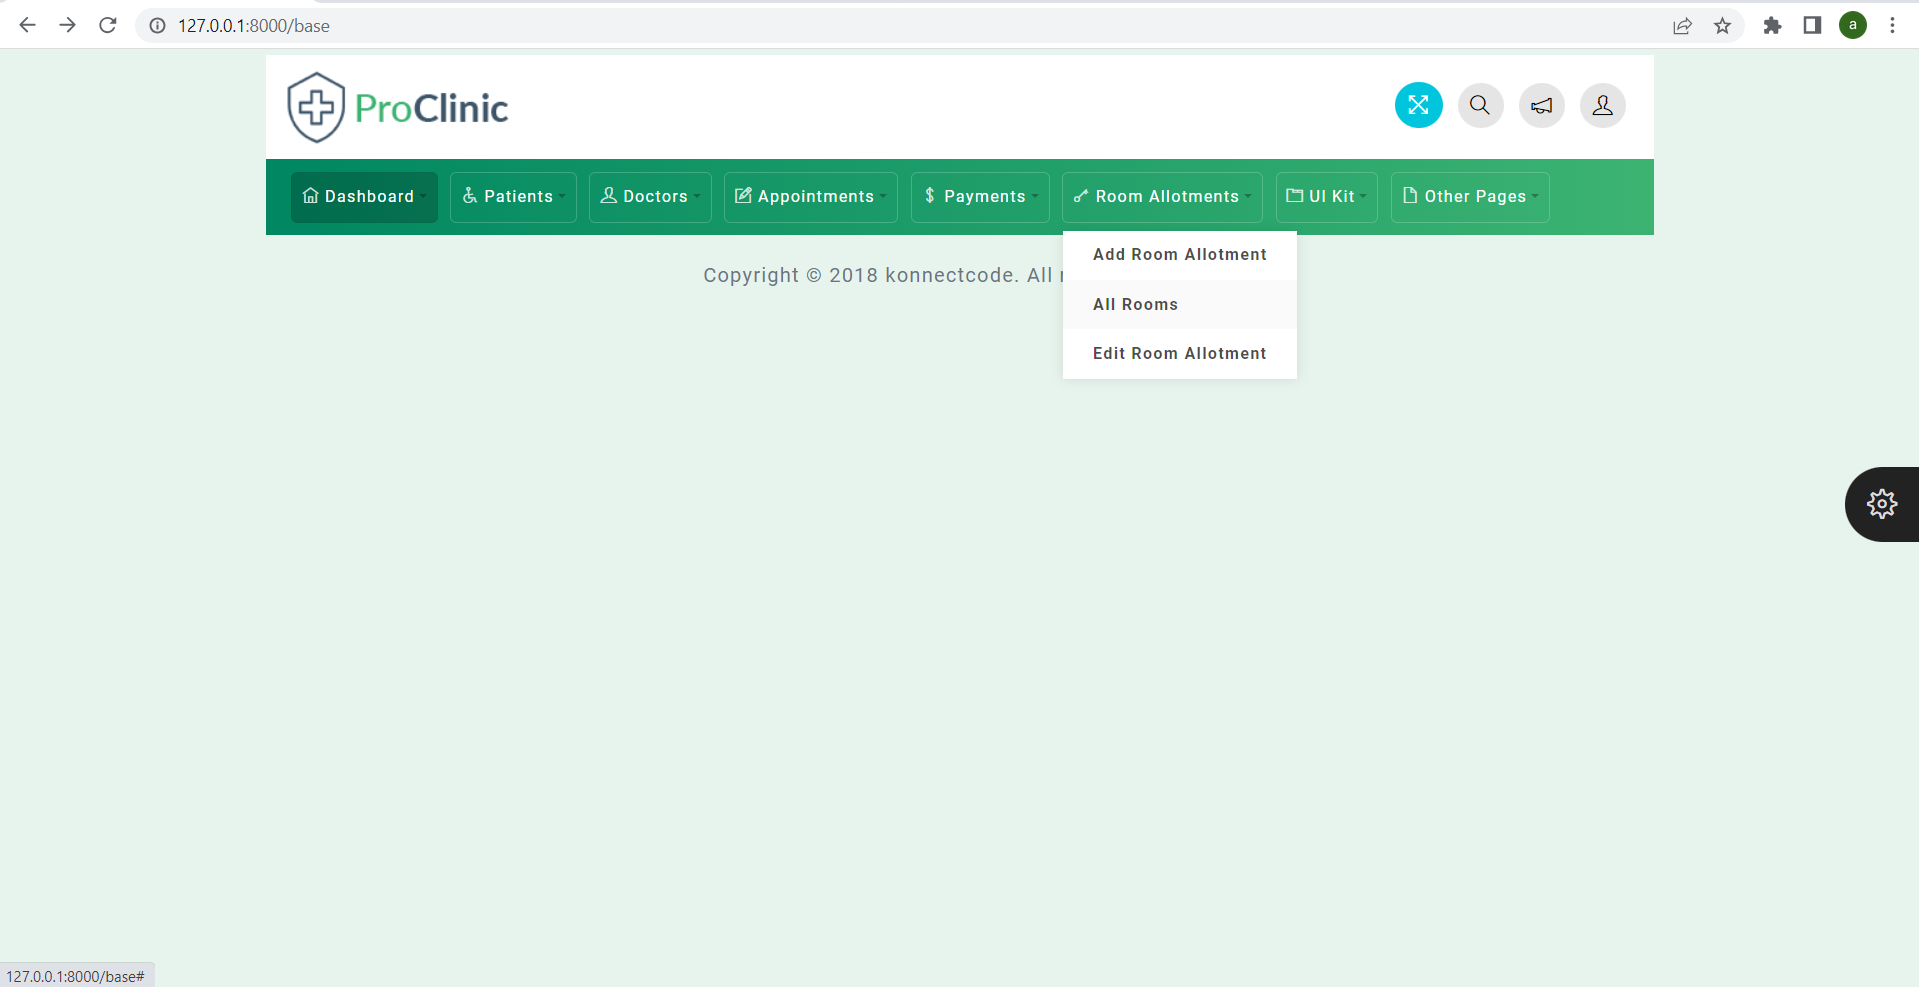 127.0.0.1:8000/base
a
ProClinic
Dashboard Patients Doctors Appointments $ Payments Room Allotments UI Kit Other Pages
Add Room Allotment
Copyright © 2018 konnectcode. All
All Rooms
Edit Room Allotment
127.0.0.1:8000/base#